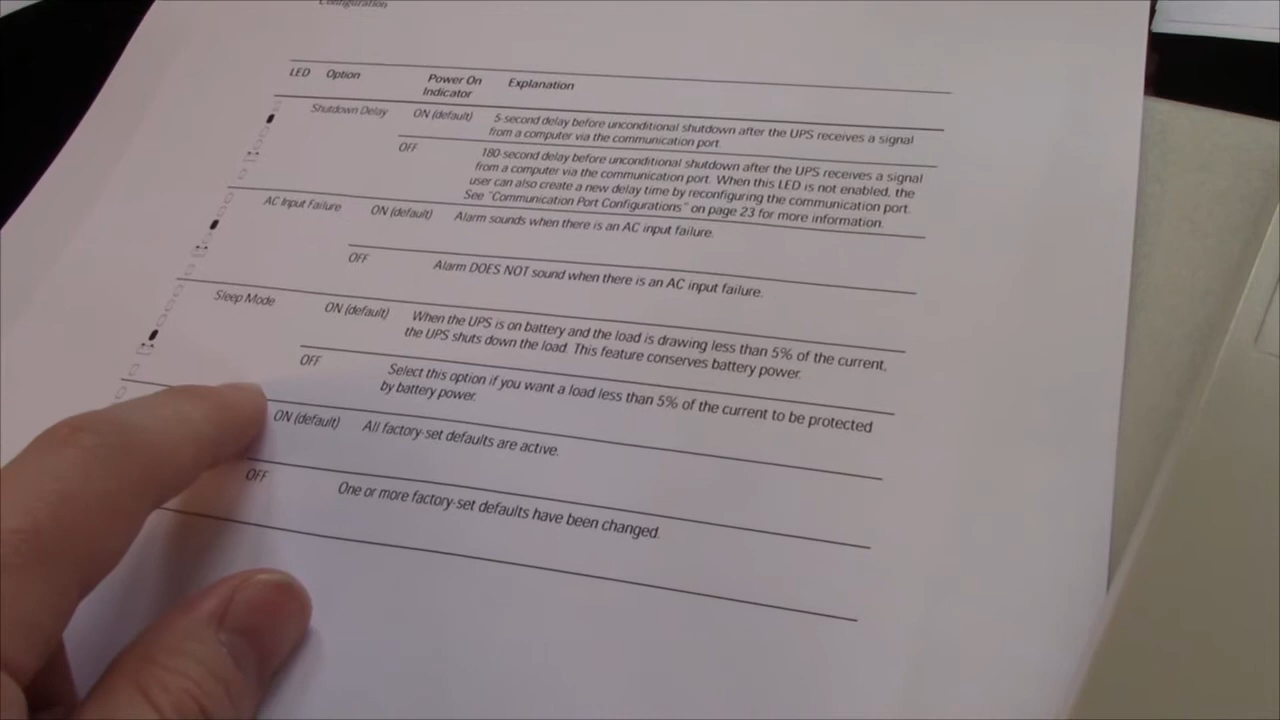 Configuration
LED Option Power On Indicator Explanation
Shutdown Delay ON (default) 5-second delay before unconditional shutdown after the UPS receives a signal
from a computer via the communication port.
OFF 180-second delay before unconditional shutdown after the UPS receives a signal
from a computer via the communication port. When this LED is not enabled, the
user can also create a new delay time by reconfiguring the communication port.
See "Communication Port Configurations" on page 23 for more information.
AC Input Failure ON (default) Alarm sounds when there is an AC input failure.
OFF Alarm DOES NOT sound when there is an AC input failure.
Sleep Mode ON (default) When the UPS is on battery and the load is drawing less than 5% of the current,
the UPS shuts down the load. This feature conserves battery power.
OFF Select this option if you want a load less than 5% of the current to be protected
by battery power.
ON (default) All factory-set defaults are active.
OFF One or more factory-set defaults have been changed.